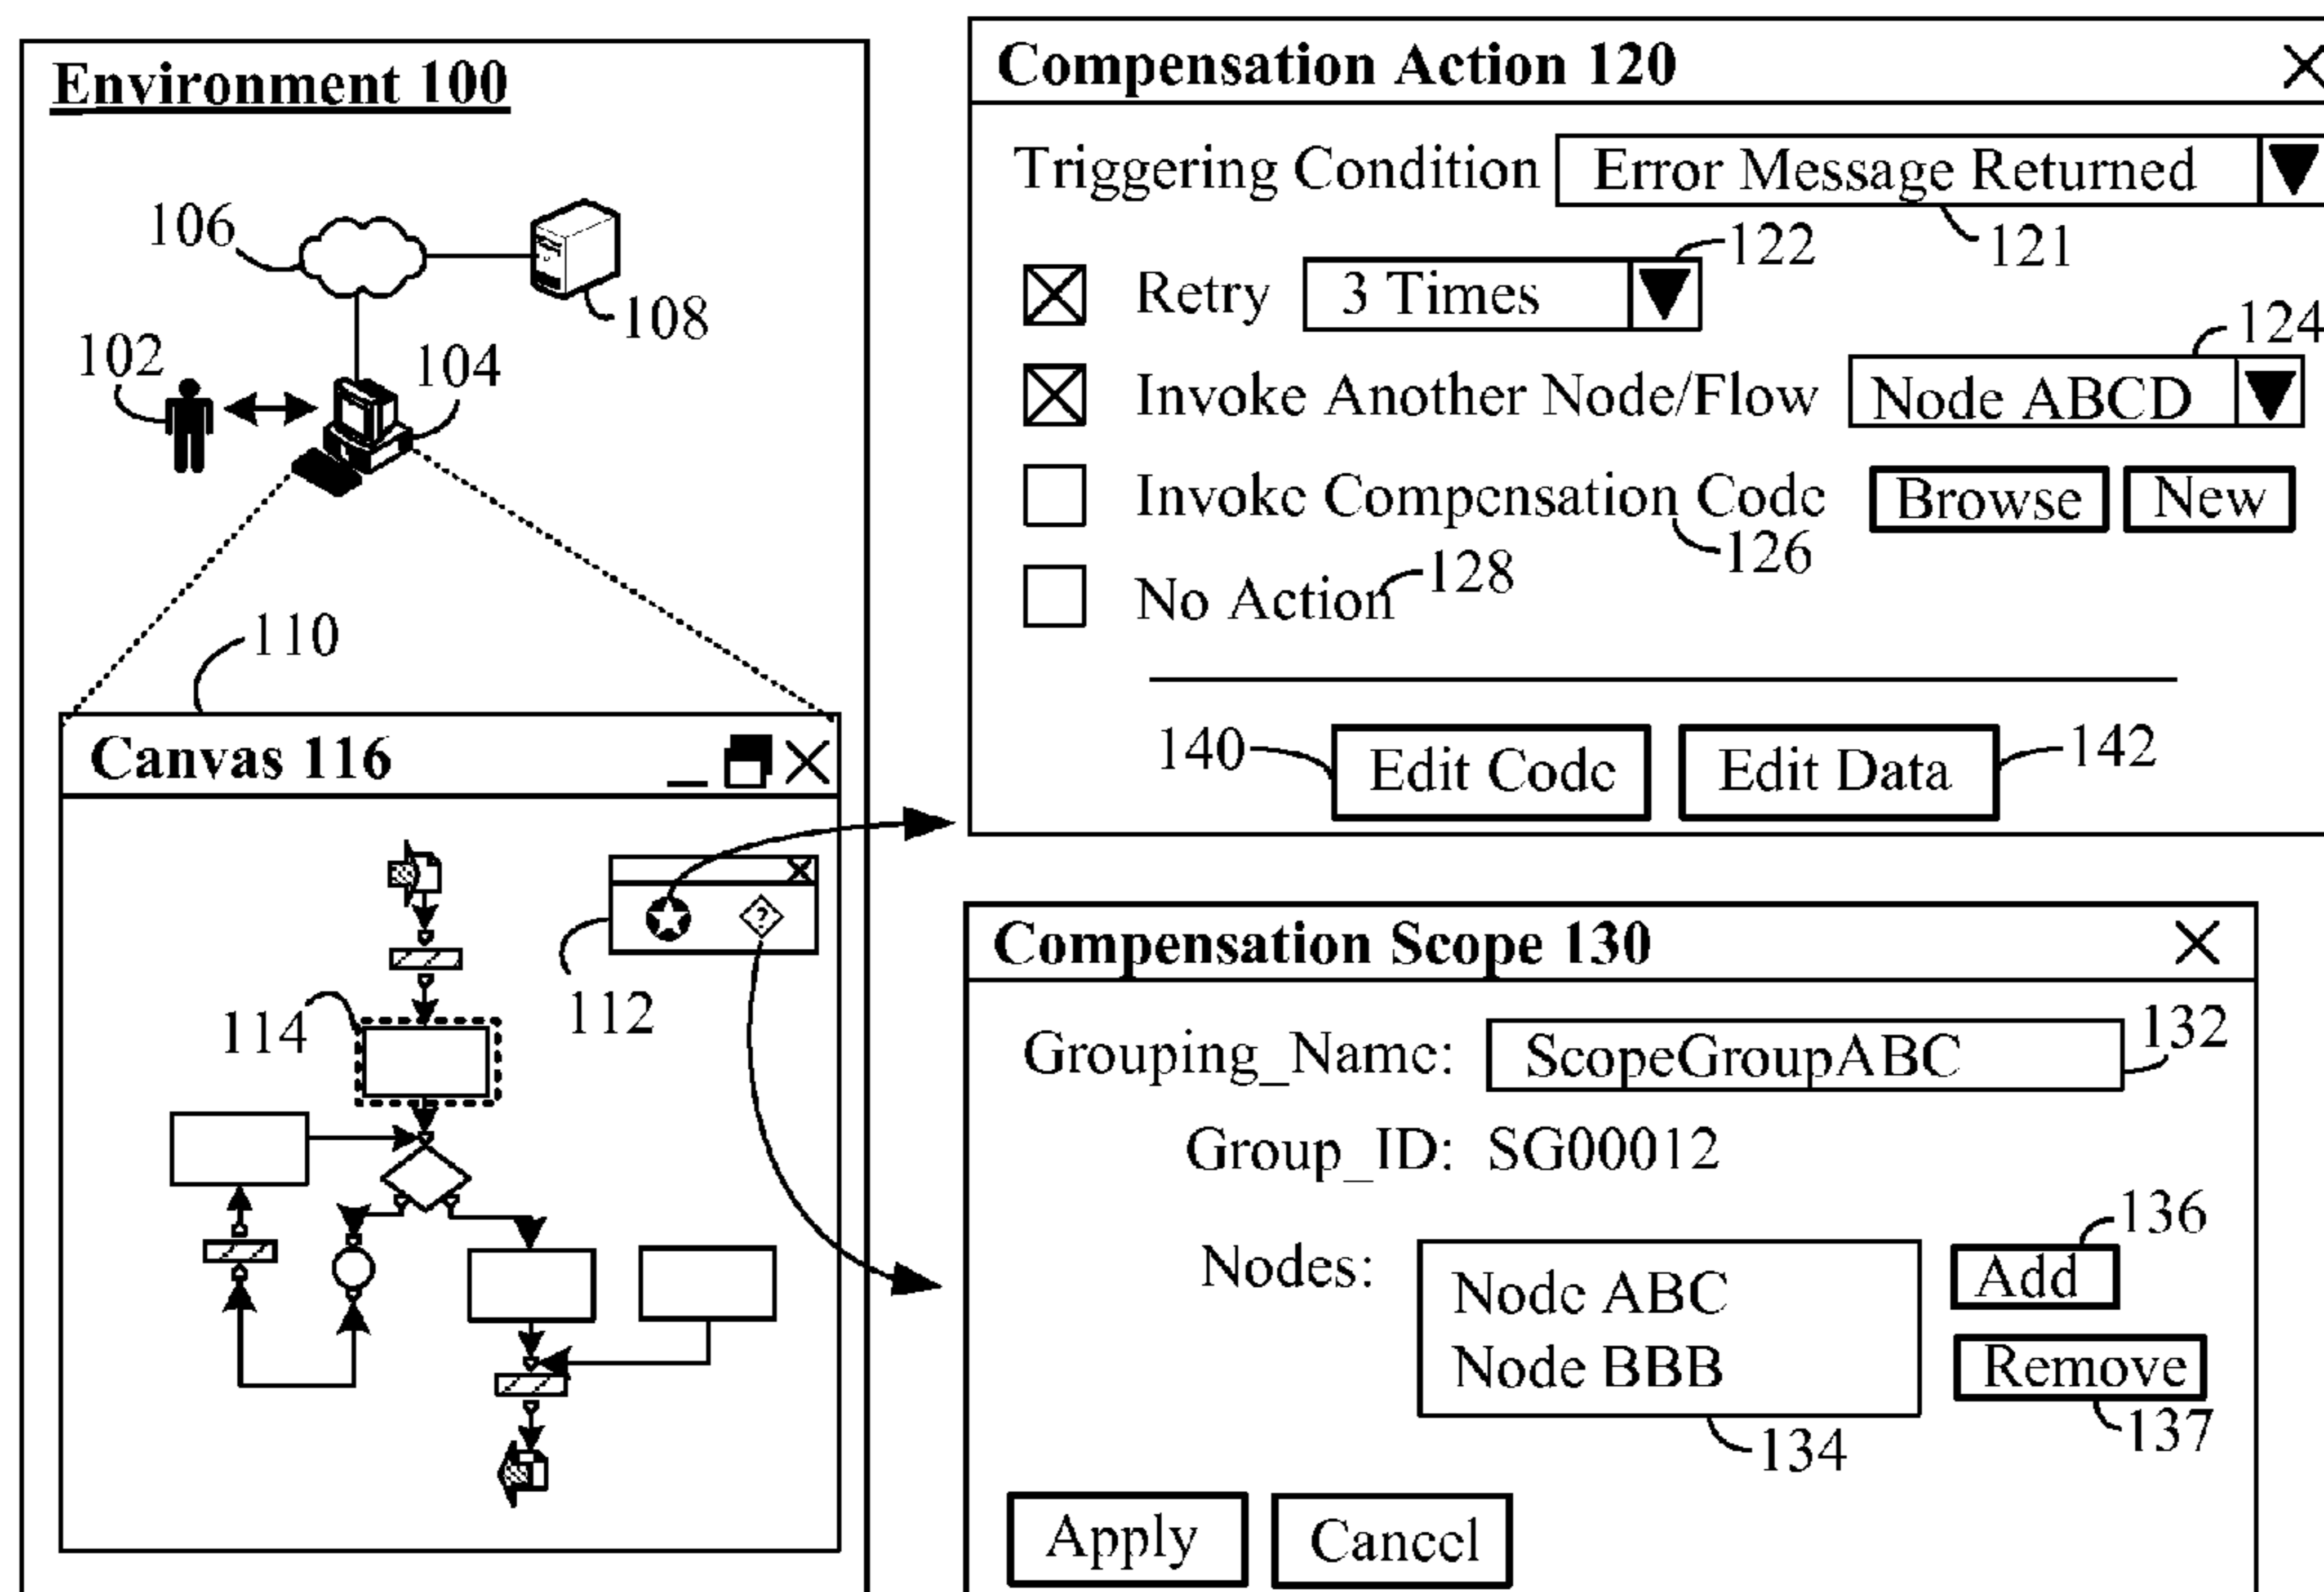 Environment 100
106
108
102
104
110
Canvas 116
112
114
?
Compensation Action 120
Triggering Condition Error Message Returned
121
Retry 3 Times
122
124
Invoke Another Node/Flow Node ABCD
Invoke Compensation Code Browse New
126
No Action
128
140 Edit Code Edit Data 142
Compensation Scope 130
Grouping_Name: ScopeGroupABC
132
Group_ID: SG00012
136
Nodes:
Node ABC
Node BBB
Add
Remove
134
137
Apply Cancel